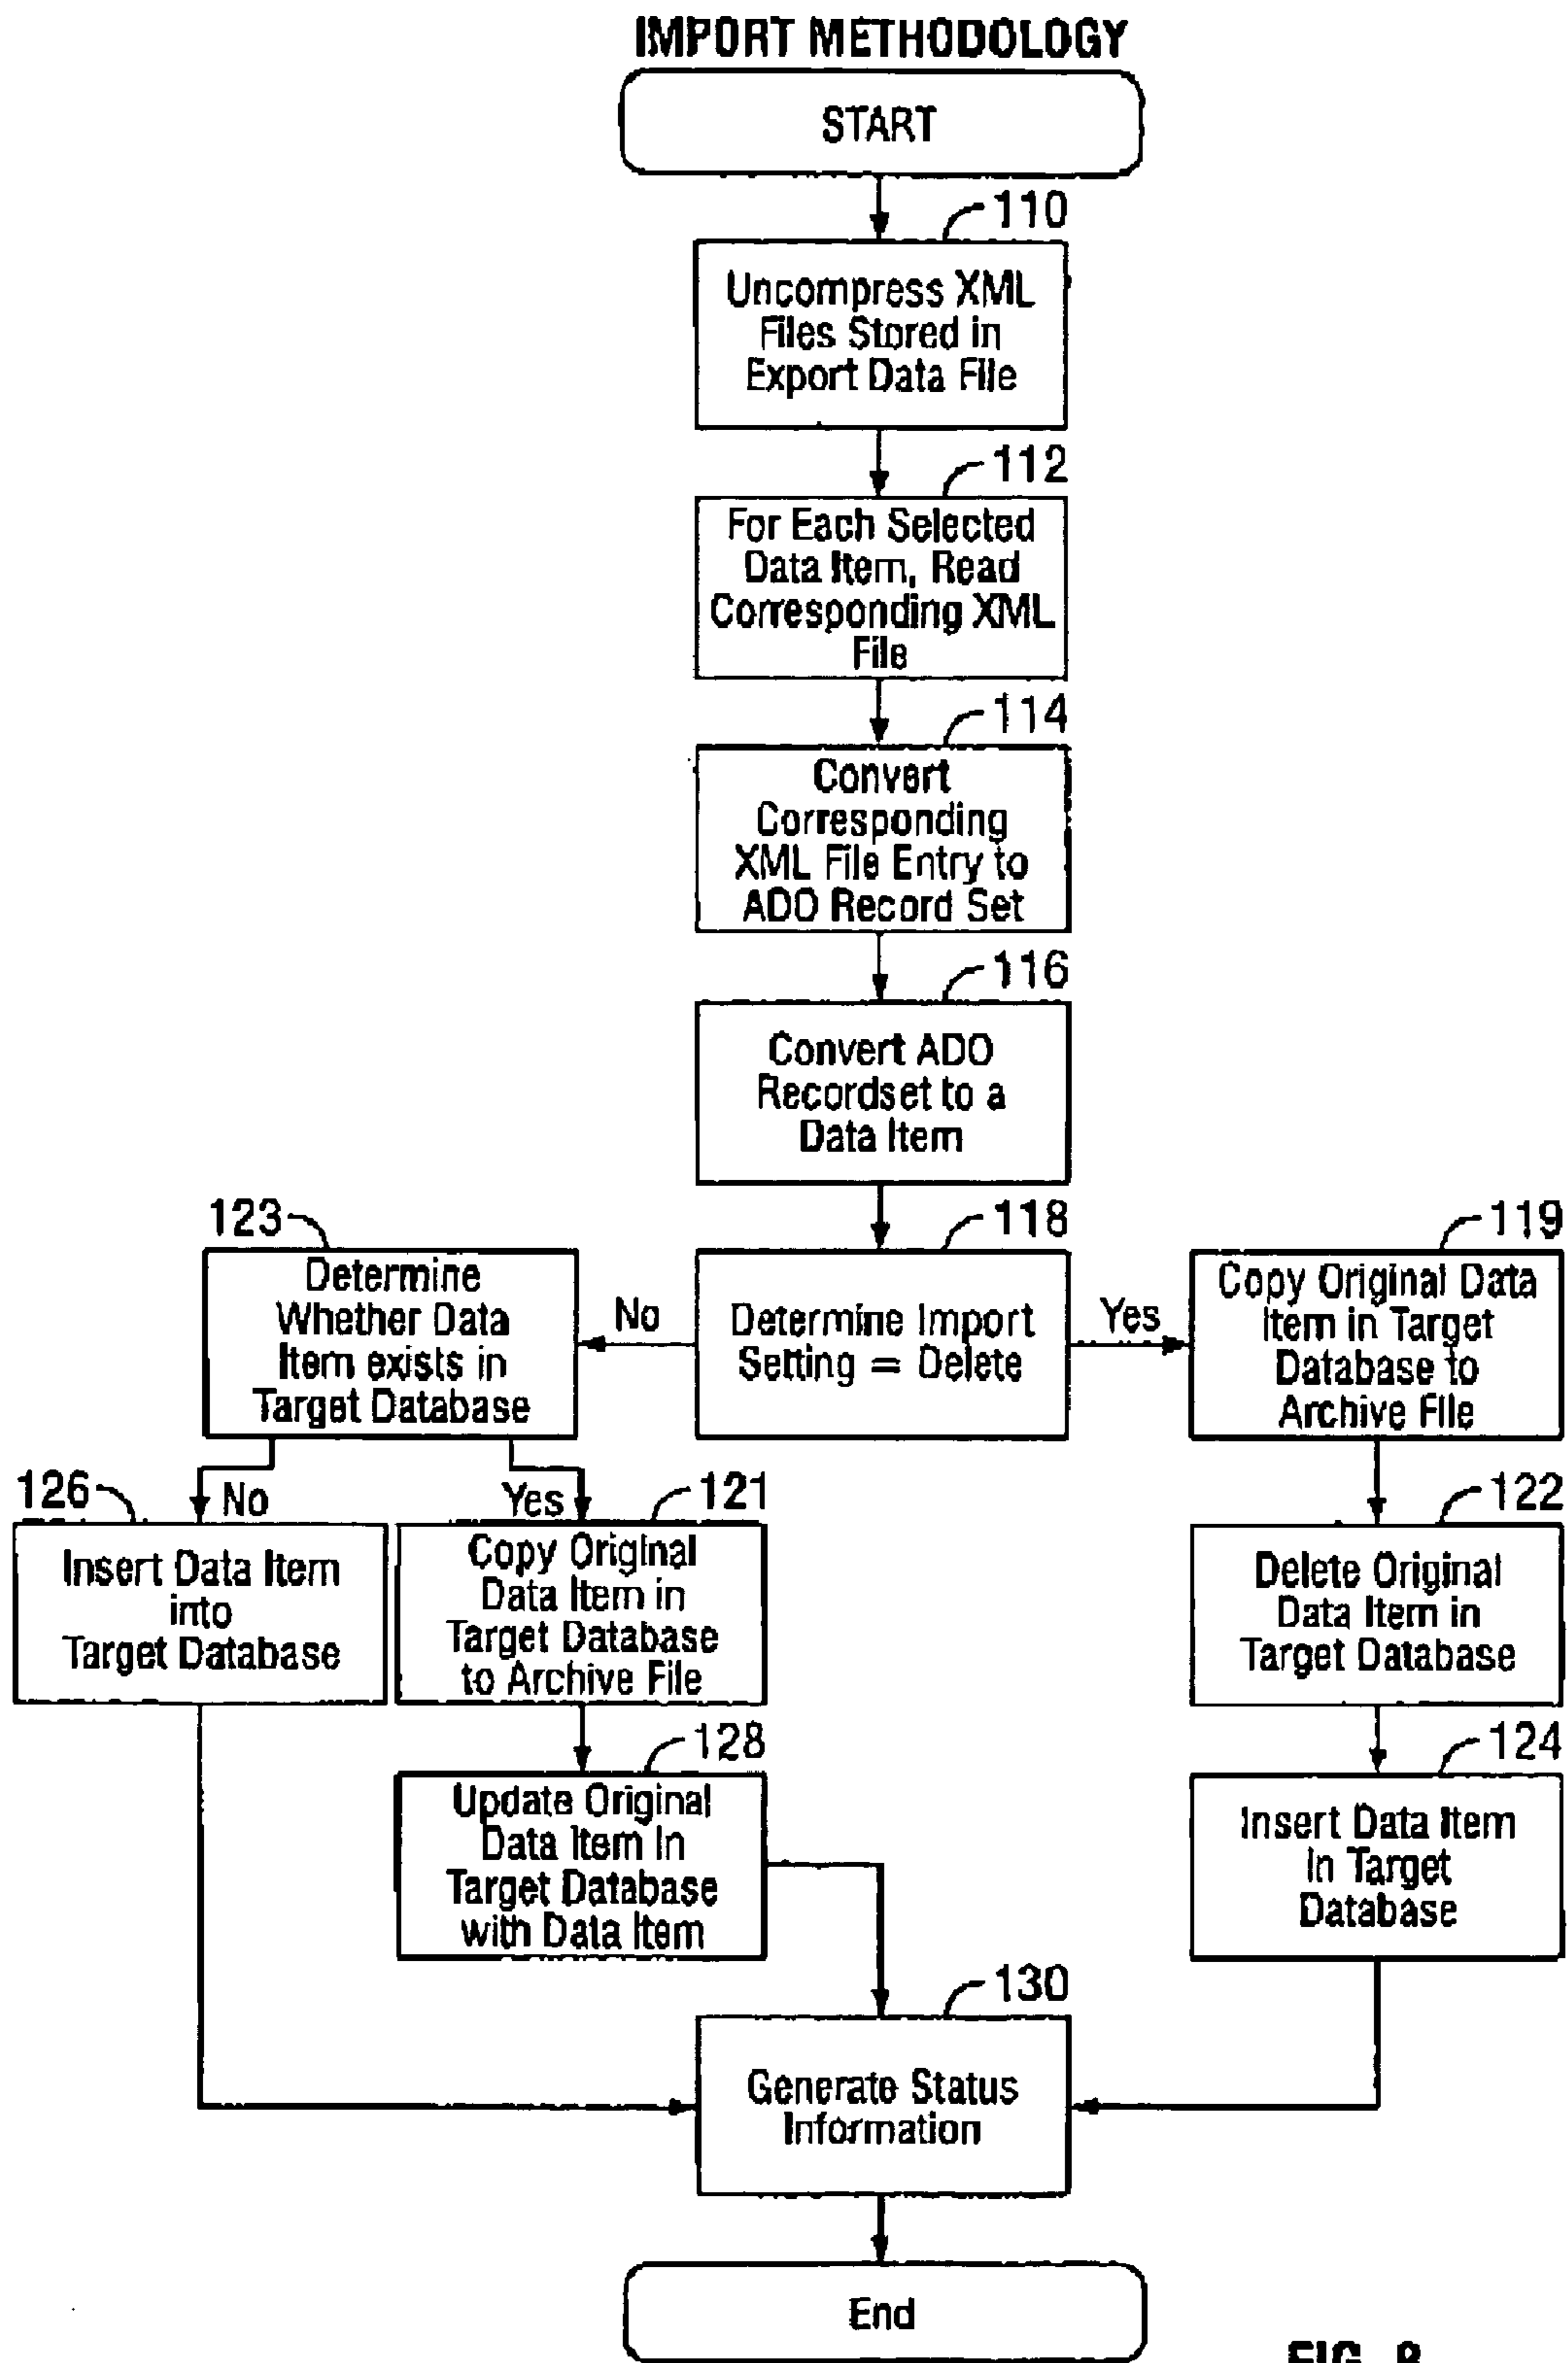 IMPORT METHODOLOGY
START
110
Uncompress XML
Files Stored in
Export Data File
112
For Each Selected
Data Item, Read
Corresponding XML
File
114
Convert
Corresponding
XML File Entry to
ADO Record Set
116
Convert ADO
Recordset to a
Data Item
123
118
119
Determine
Whether Data
Item exists in
Target Database
No
Determine Import
Setting = Delete
Yes
Copy Original Data
Item in Target
Database to
Archive File
126
No
Yes
121
122
Insert Data Item
into
Target Database
Copy Original
Data Item in
Target Database
to Archive File
Delete Original
Data Item in
Target Database
128
124
Update Original
Data Item In
Target Database
with Data Item
Insert Data Item
In Target
Database
130
Generate Status
Information
End
FIG. 8